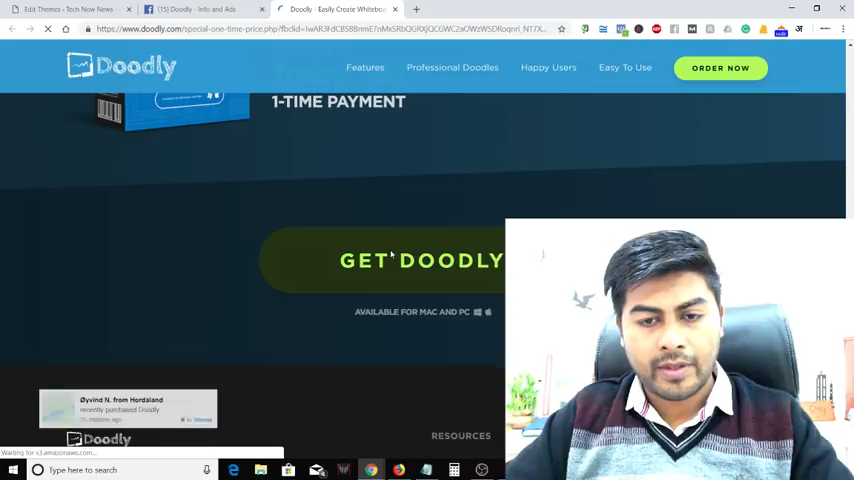 Edit Themes - Tech Now News
(15) Doodly - Info and Ads
Doodly - Easily Create Whiteboa
https://www.doodly.com/special-one-time-price.php?fbclid=
Doodly
Features
Professional Doodles
Happy Users
Easy To Use
ORDER NOW
1-TIME PAYMENT
GET DOODLY
AVAILABLE FOR MAC AND PC
Øyvind N. from Hordaland
recently purchased Doodly
Doodly
RESOURCES
Waiting for s3.amazonaws.com...
Type here to search